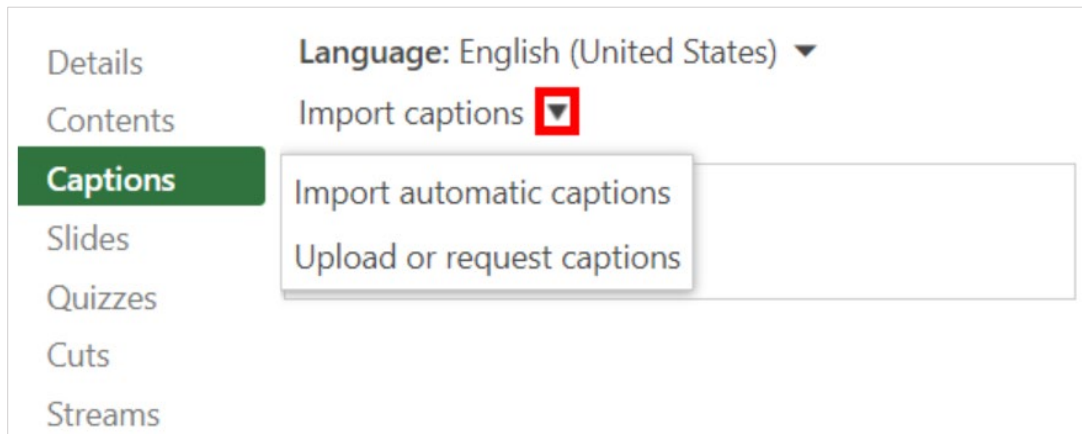 Details
Contents
Captions
Slides
Quizzes
Cuts
Streams
Language: English (United States)
Import captions
Import automatic captions
Upload or request captions